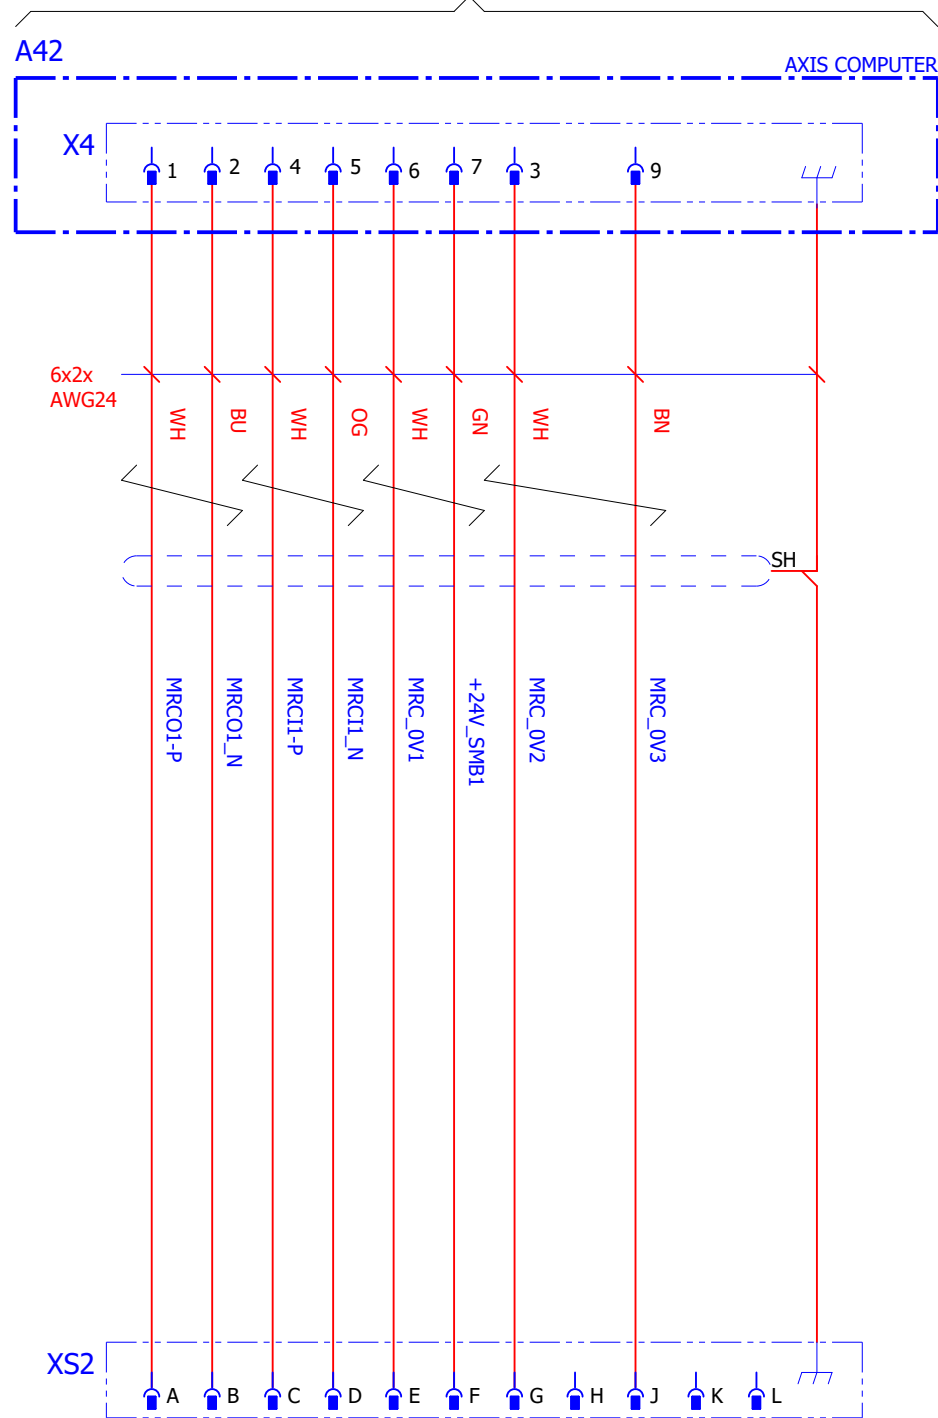 A42
AXIS COMPUTER
X4
1 2 4 5 6 7 3 9
6x2x
AWG24
WH
BU
WH
OG
WH
GN
WH
BN
SH
MRCO1-P
MRCO1_N
MRCI1-P
MRCI1_N
MRC_0V1
+24V_SMB1
MRC_0V2
MRC_0V3
XS2
A B C D E F G H J K L